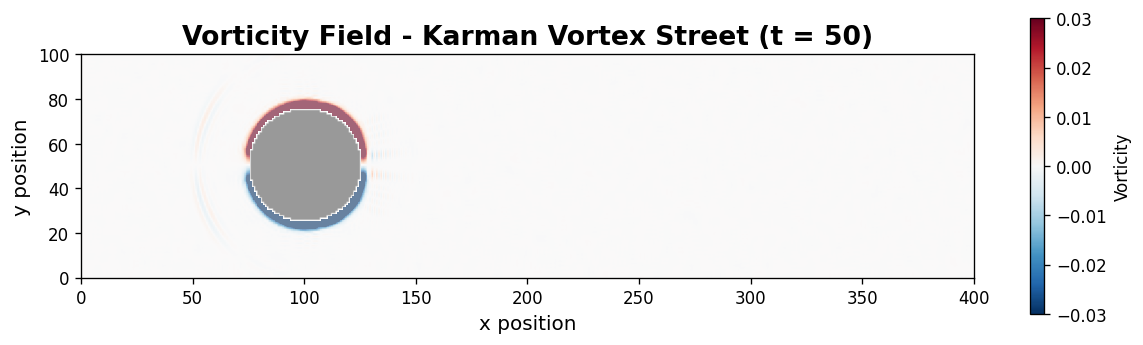 Vorticity Field - Karman Vortex Street (t = 50)
100
80
60
40
20
0
y position
0 50 100 150 200 250 300 350 400
x position
0.03
0.02
0.01
0.00
−0.01
−0.02
−0.03
Vorticity